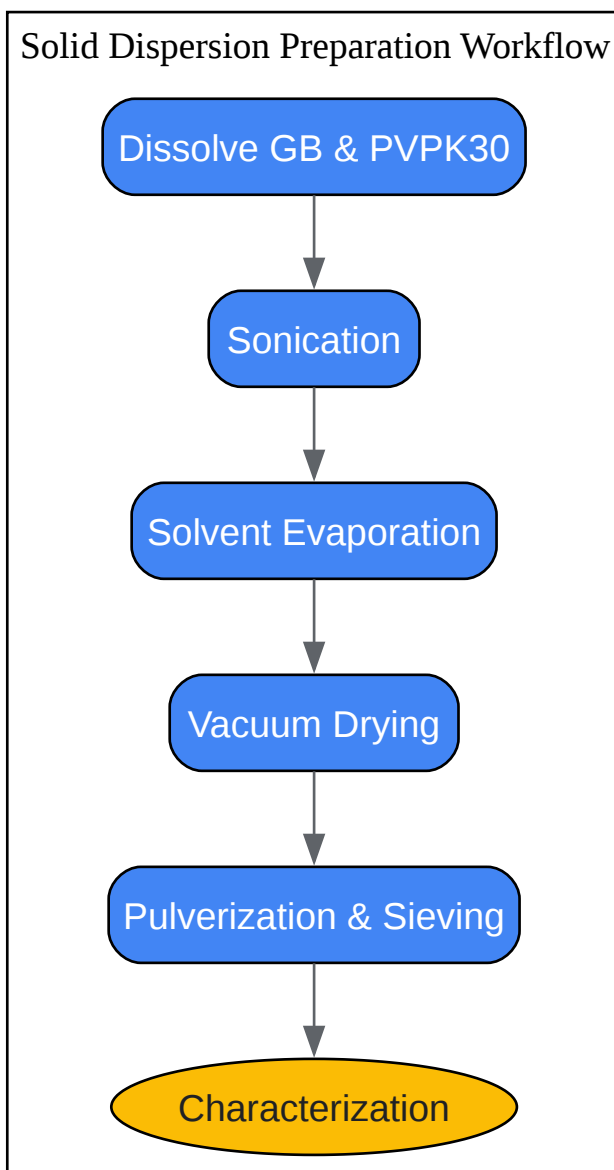 Solid Dispersion Preparation Workflow
Dissolve GB & PVPK30
Sonication
Solvent Evaporation
Vacuum Drying
Pulverization & Sieving
Characterization